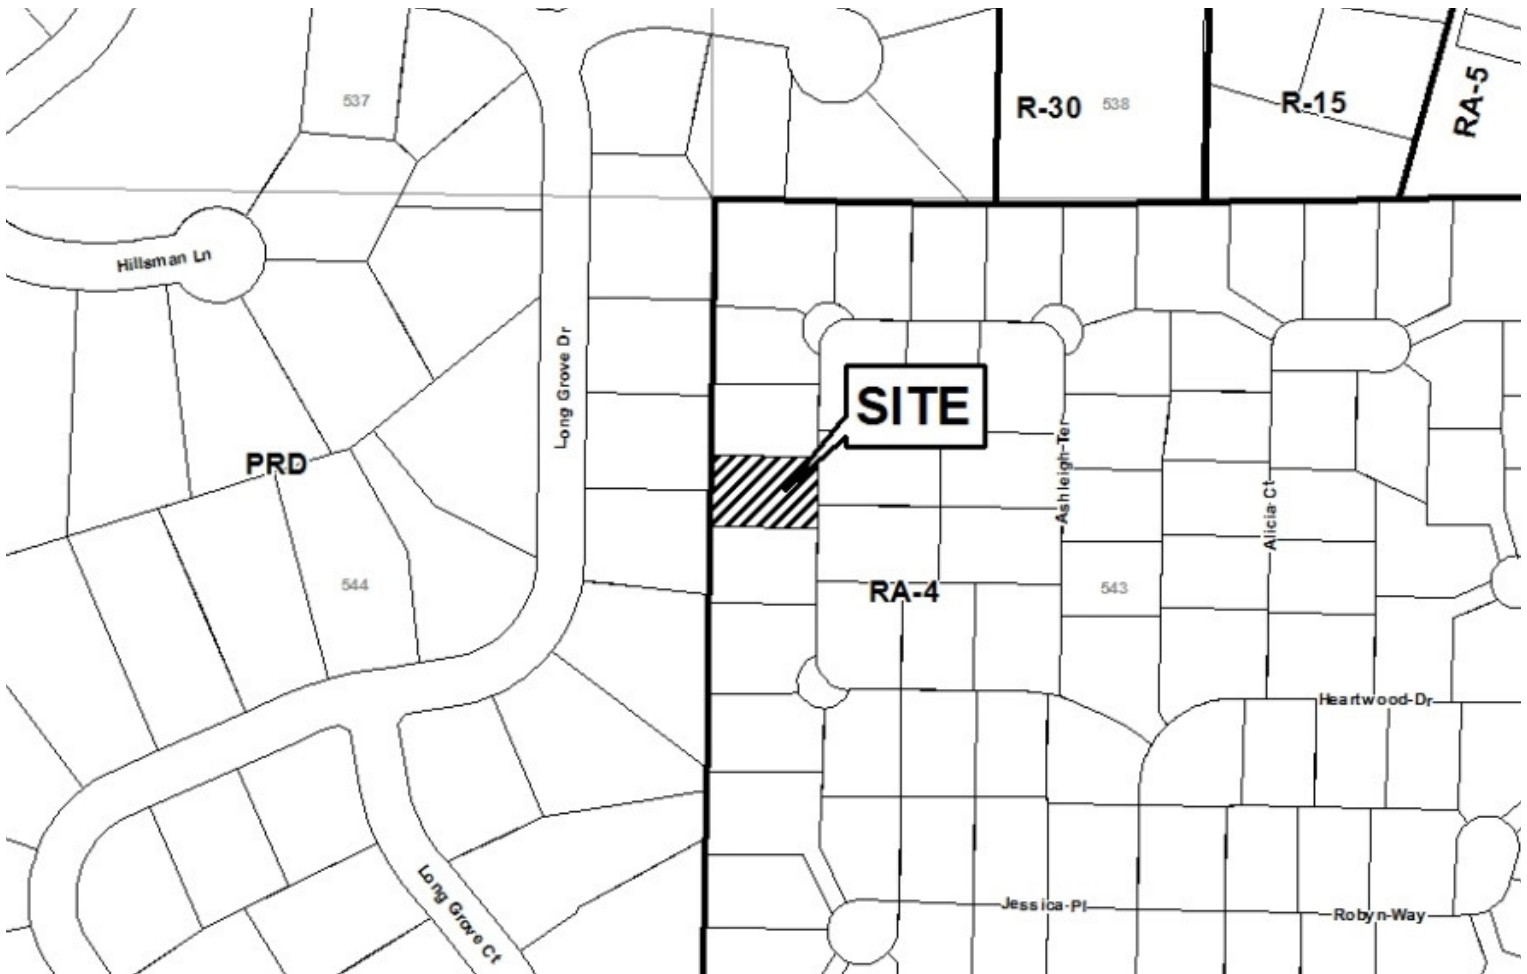 537
R-30
538
R-15
RA-5
Hillsman Ln
Long Grove Dr
SITE
PRD
Ashleigh Ter
Alicia Ct
544
RA-4
543
Heartwood Dr
Long Grove Ct
Jessica Pl
Robyn Way